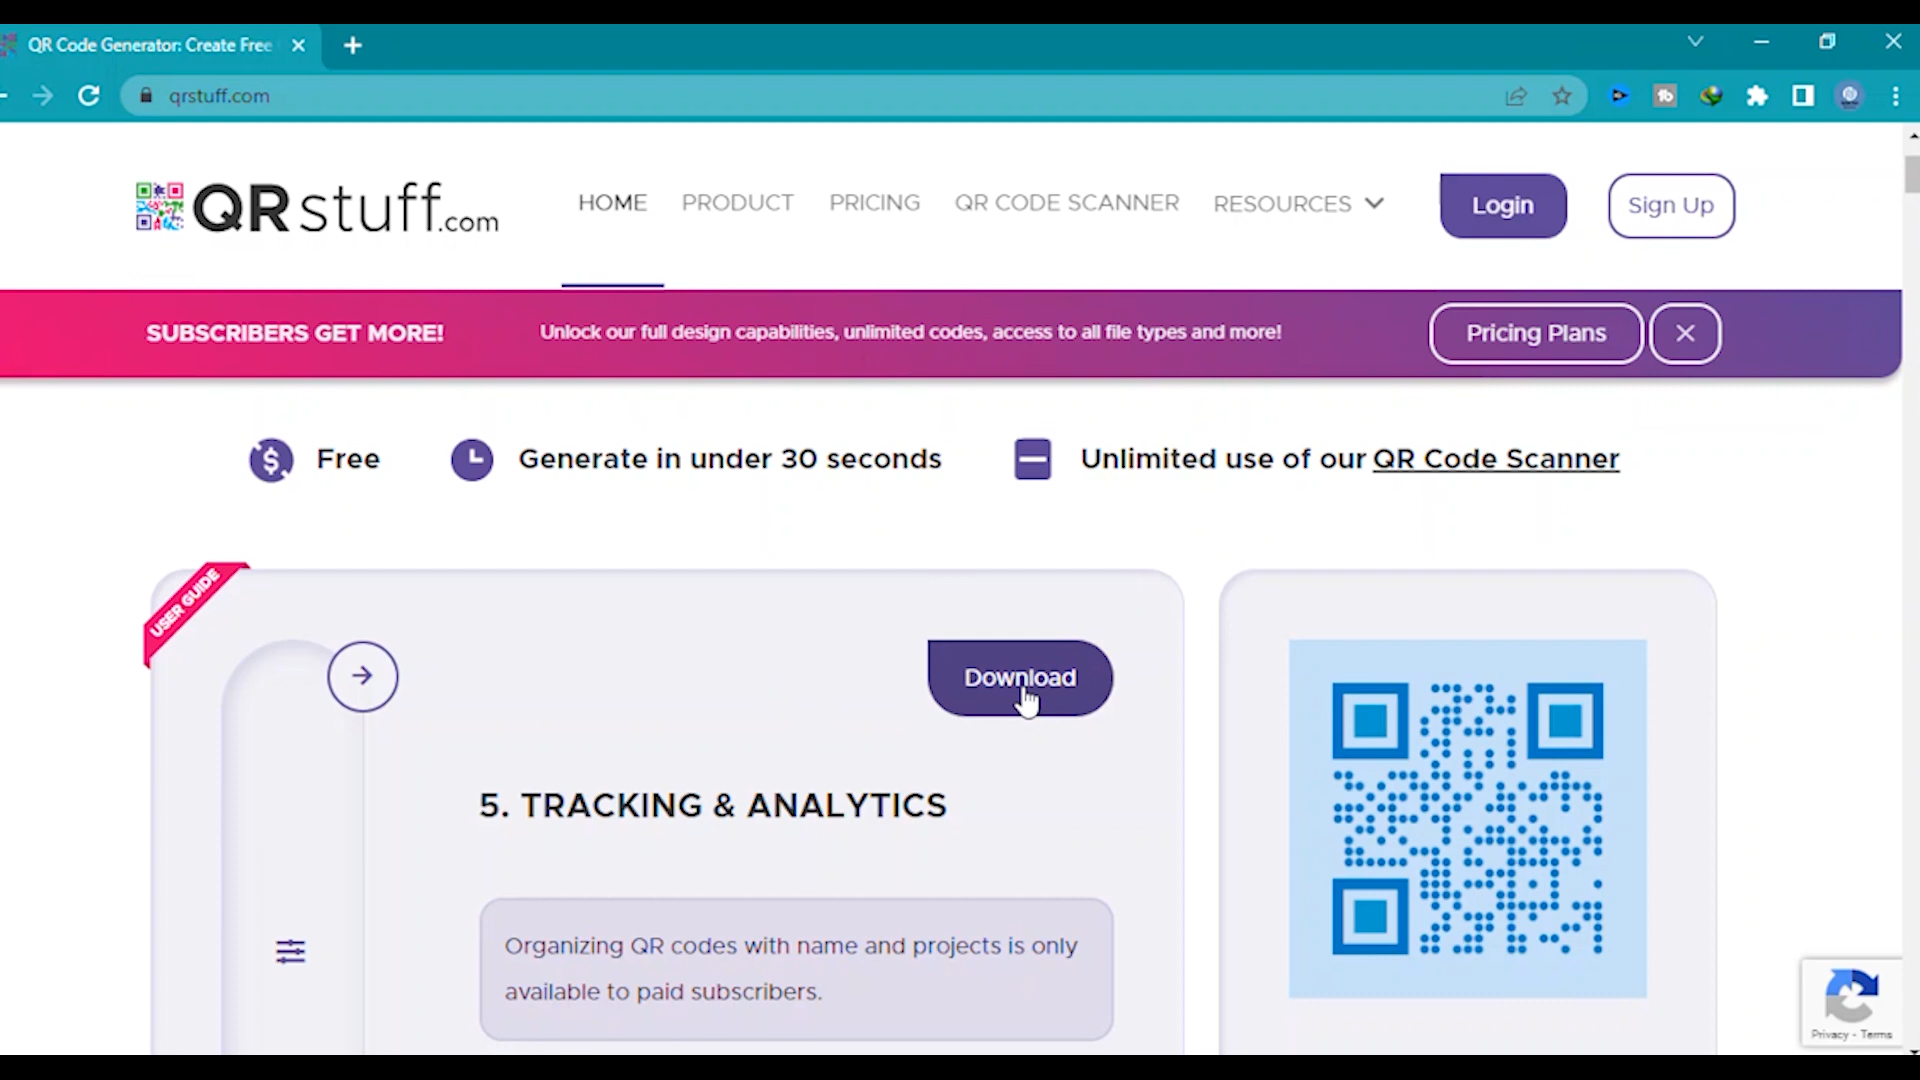 QR Code Generator: Create Free
qrstuff.com
QRstuff.com
HOME
PRODUCT
PRICING
QR CODE SCANNER
RESOURCES
Login
Sign Up
SUBSCRIBERS GET MORE!
Unlock our full design capabilities, unlimited codes, access to all file types and more!
Pricing Plans
Free
Generate in under 30 seconds
Unlimited use of our QR Code Scanner
USER GUIDE
Download
5. TRACKING & ANALYTICS
Organizing QR codes with name and projects is only
available to paid subscribers.
Privacy - Terms